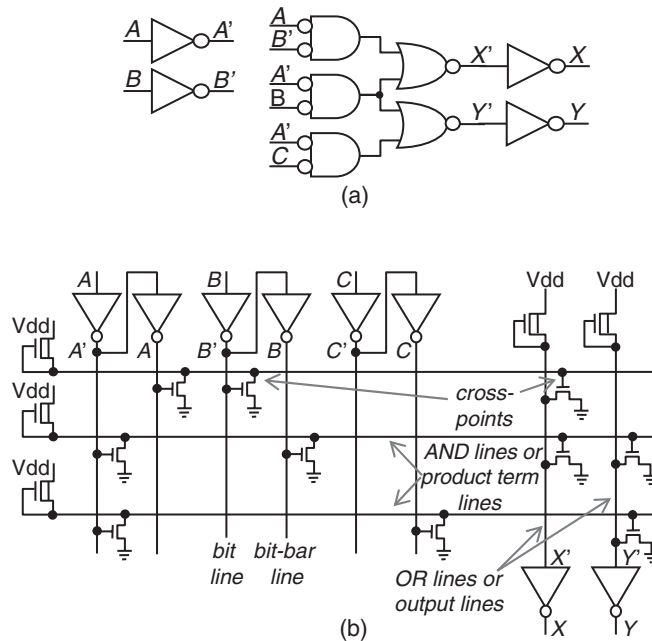 A A'
B B'
A
B'
A'
B
A'
C
X' X
Y' Y
(a)
A B C
Vdd Vdd
Vdd
A' A B' B C' C
cross-
points
Vdd
AND lines or
product term
lines
Vdd
bit
line
bit-bar
line
OR lines or
output lines
X' Y'
X Y
(b)